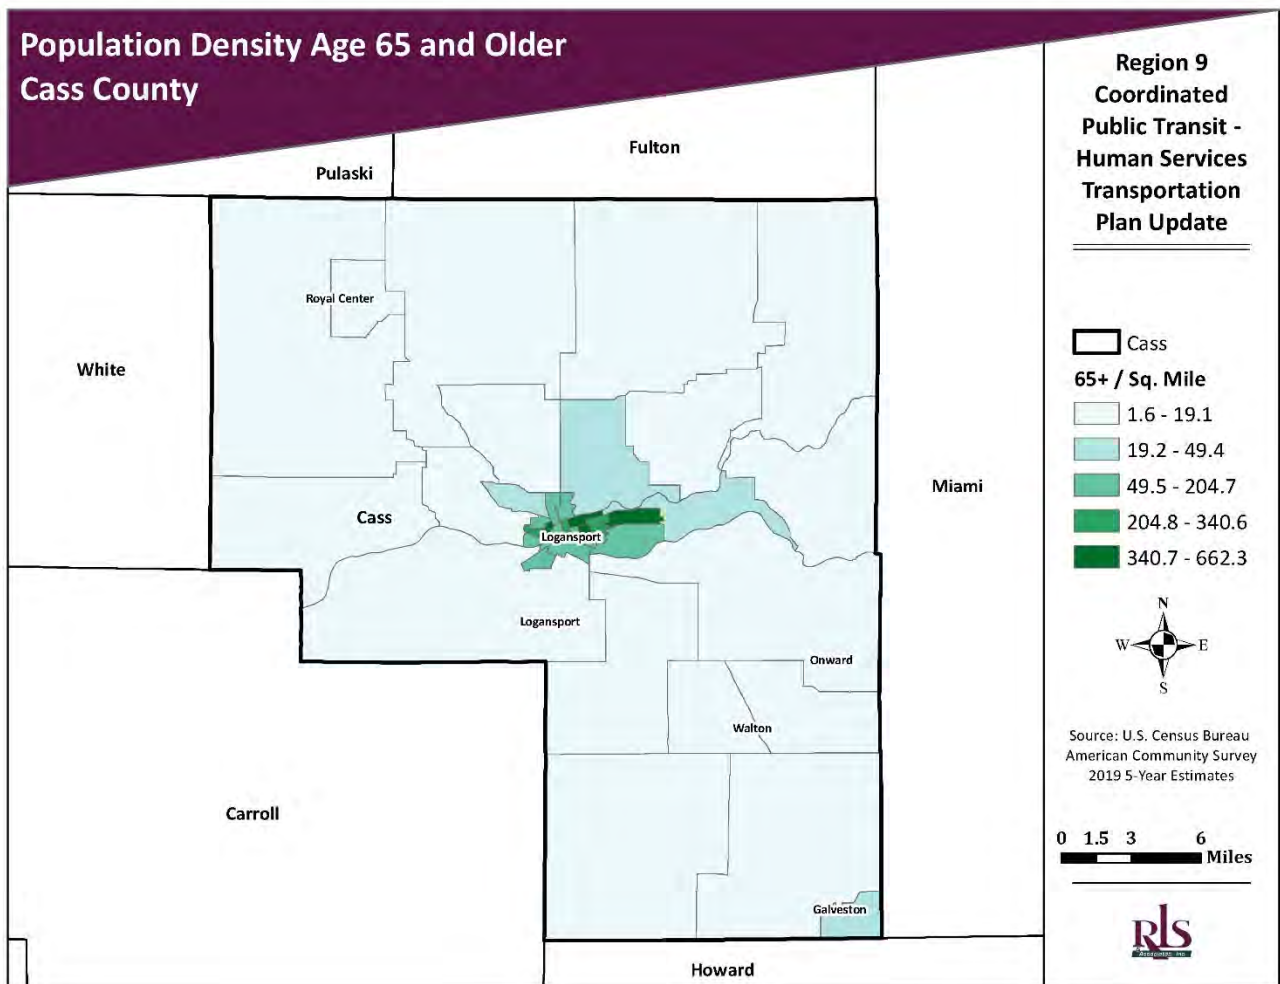 Population Density Age 65 and Older
Cass County
Region 9
Coordinated
Public Transit -
Human Services
Transportation
Plan Update
Fulton
Pulaski
Royal Center
White
Cass
65+ / Sq. Mile
1.6 - 19.1
19.2 - 49.4
49.5 - 204.7
204.8 - 340.6
340.7 - 662.3
Miami
Cass
Logansport
Logansport
Onward
Walton
Carroll
Galveston
Howard
N
W
E
S
Source: U.S. Census Bureau
American Community Survey
2019 5-Year Estimates
0 1.5 3 6
Miles
RLS
& Associates, Inc